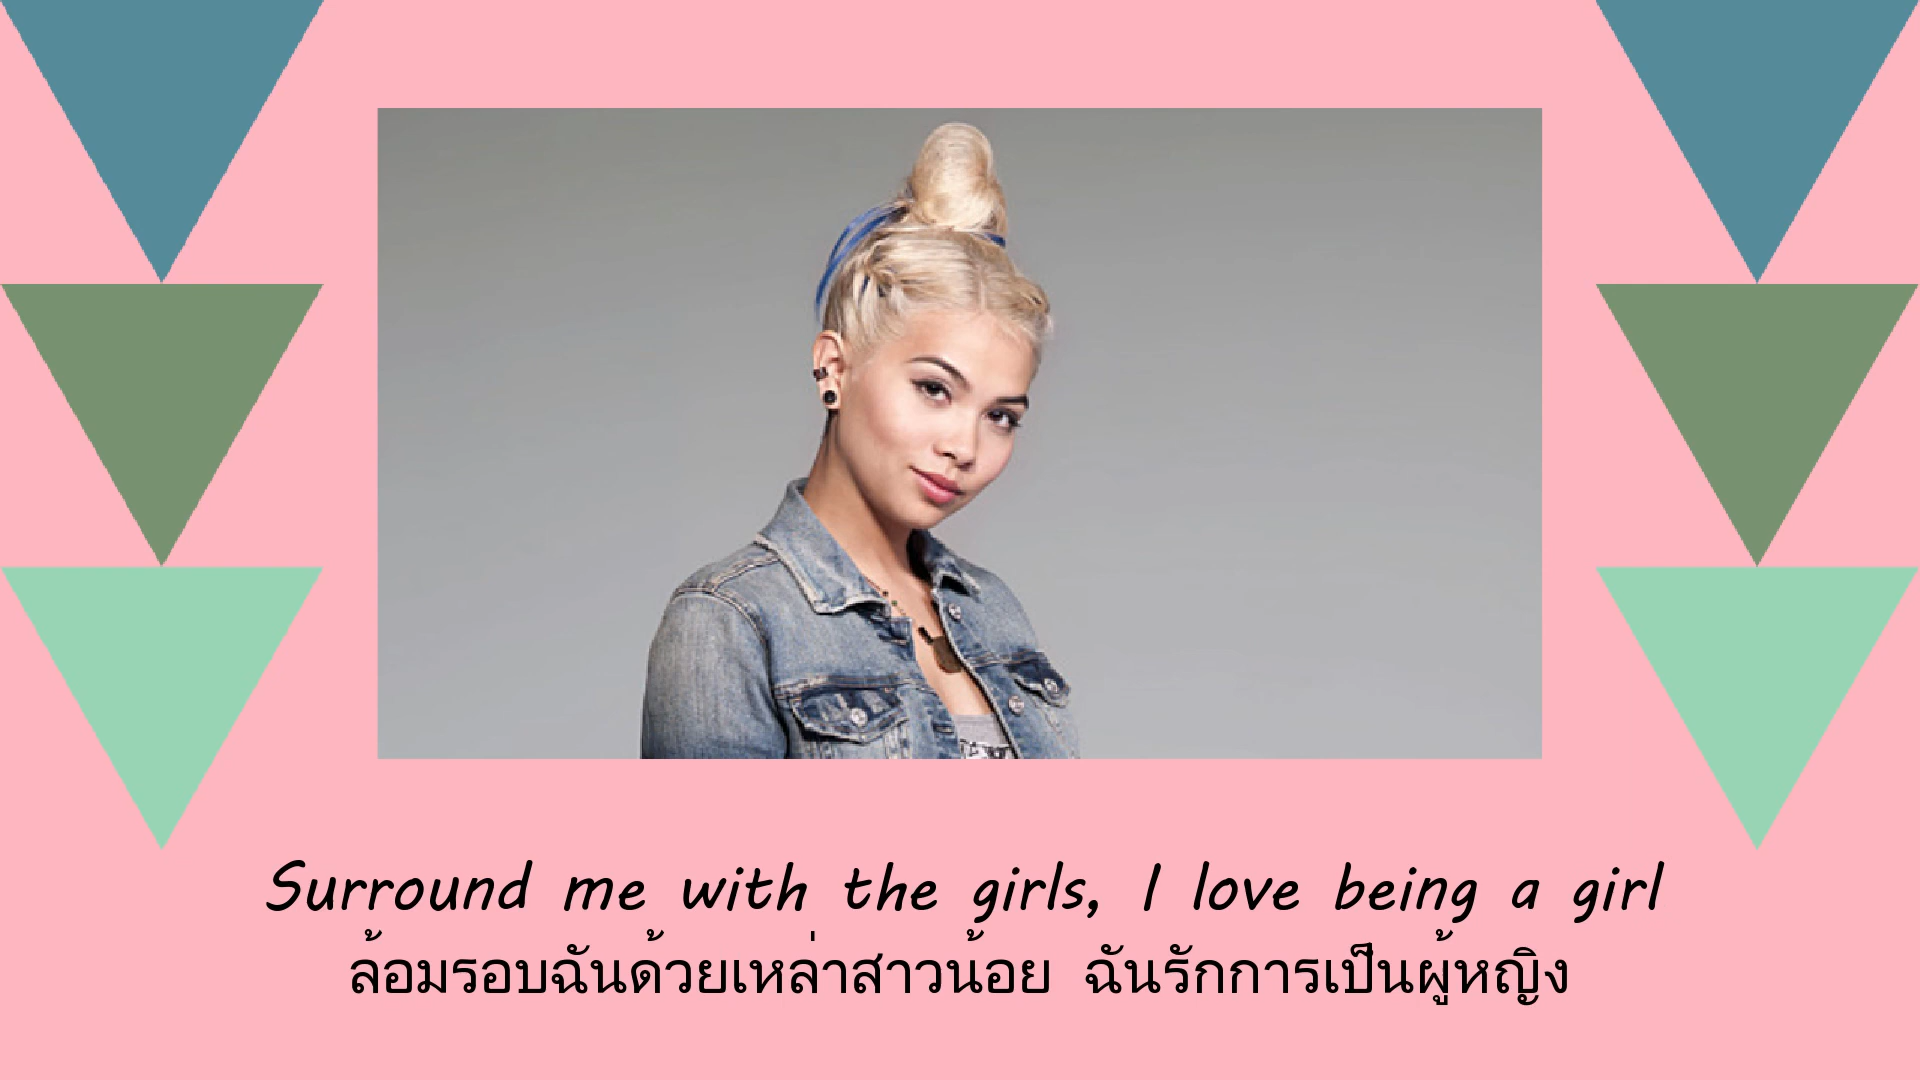 Surround me with the girls, I love being a girl
ล้อมรอบฉันด้วยเหล่าสาวน้อย ฉันรักการเป็นผู้หญิง